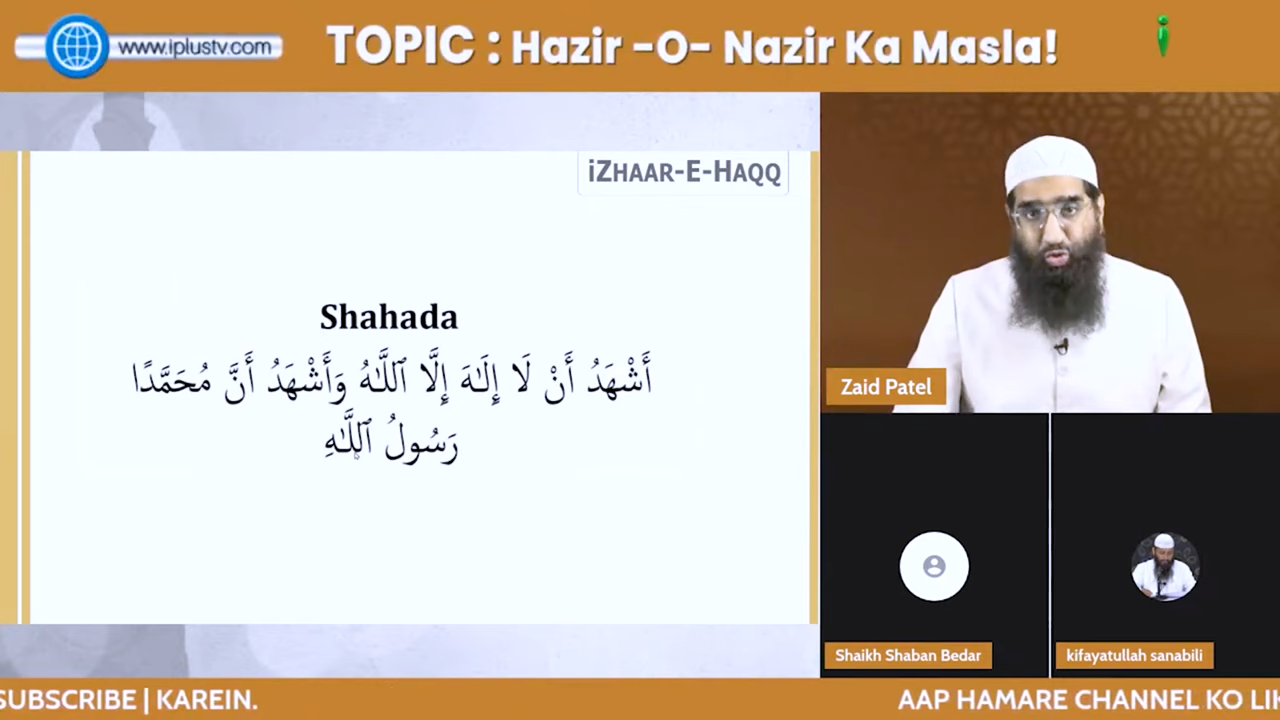 www.iplustv.com
TOPIC : Hazir -O- Nazir Ka Masla!
iZHAAR-E-HAQQ
Shahada
أَشْهَدُ أَنْ لَا إِلَٰهَ إِلَّا ٱللَّٰهُ وَأَشْهَدُ أَنَّ مُحَمَّدًا
رَسُولُ ٱللَّٰهِ
Zaid Patel
Shaikh Shaban Bedar
kifayatullah sanabili
SUBSCRIBE | KAREIN.
AAP HAMARE CHANNEL KO LIK